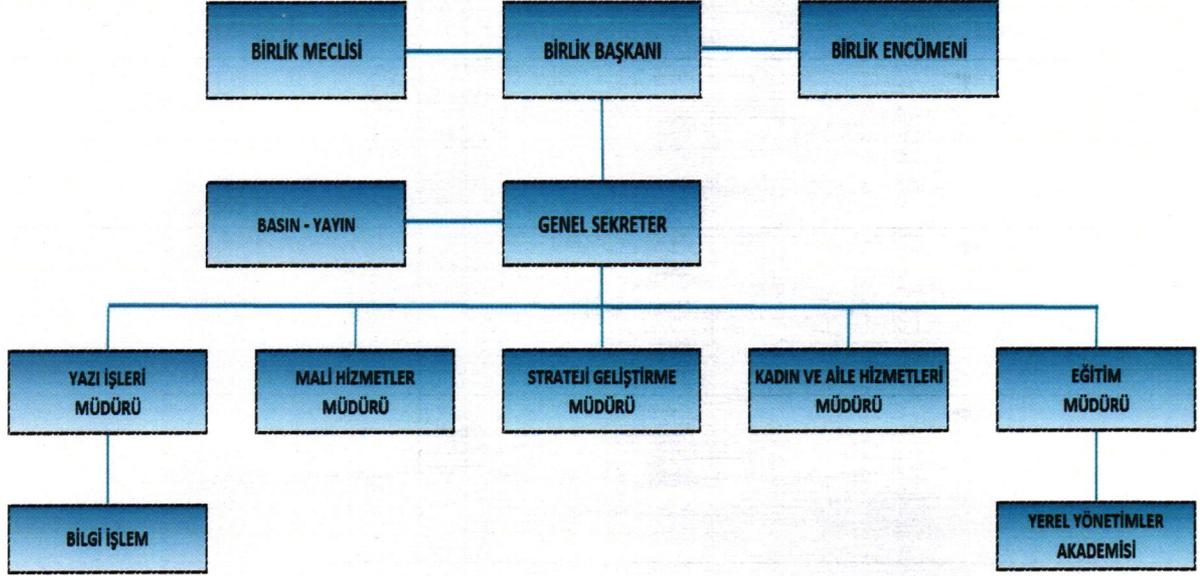 BİRLİK MECLİSİ
BİRLİK BAŞKANI
BİRLİK ENCÜMENİ
BASIN - YAYIN
GENEL SEKRETER
YAZI İŞLERİ
MÜDÜRÜ
MALİ HİZMETLER
MÜDÜRÜ
STRATEJİ GELİŞTİRME
MÜDÜRÜ
KADIN VE AİLE HİZMETLERİ
MÜDÜRÜ
EĞİTİM
MÜDÜRÜ
BİLGİ İŞLEM
YEREL YÖNETİMLER
AKADEMİSİ